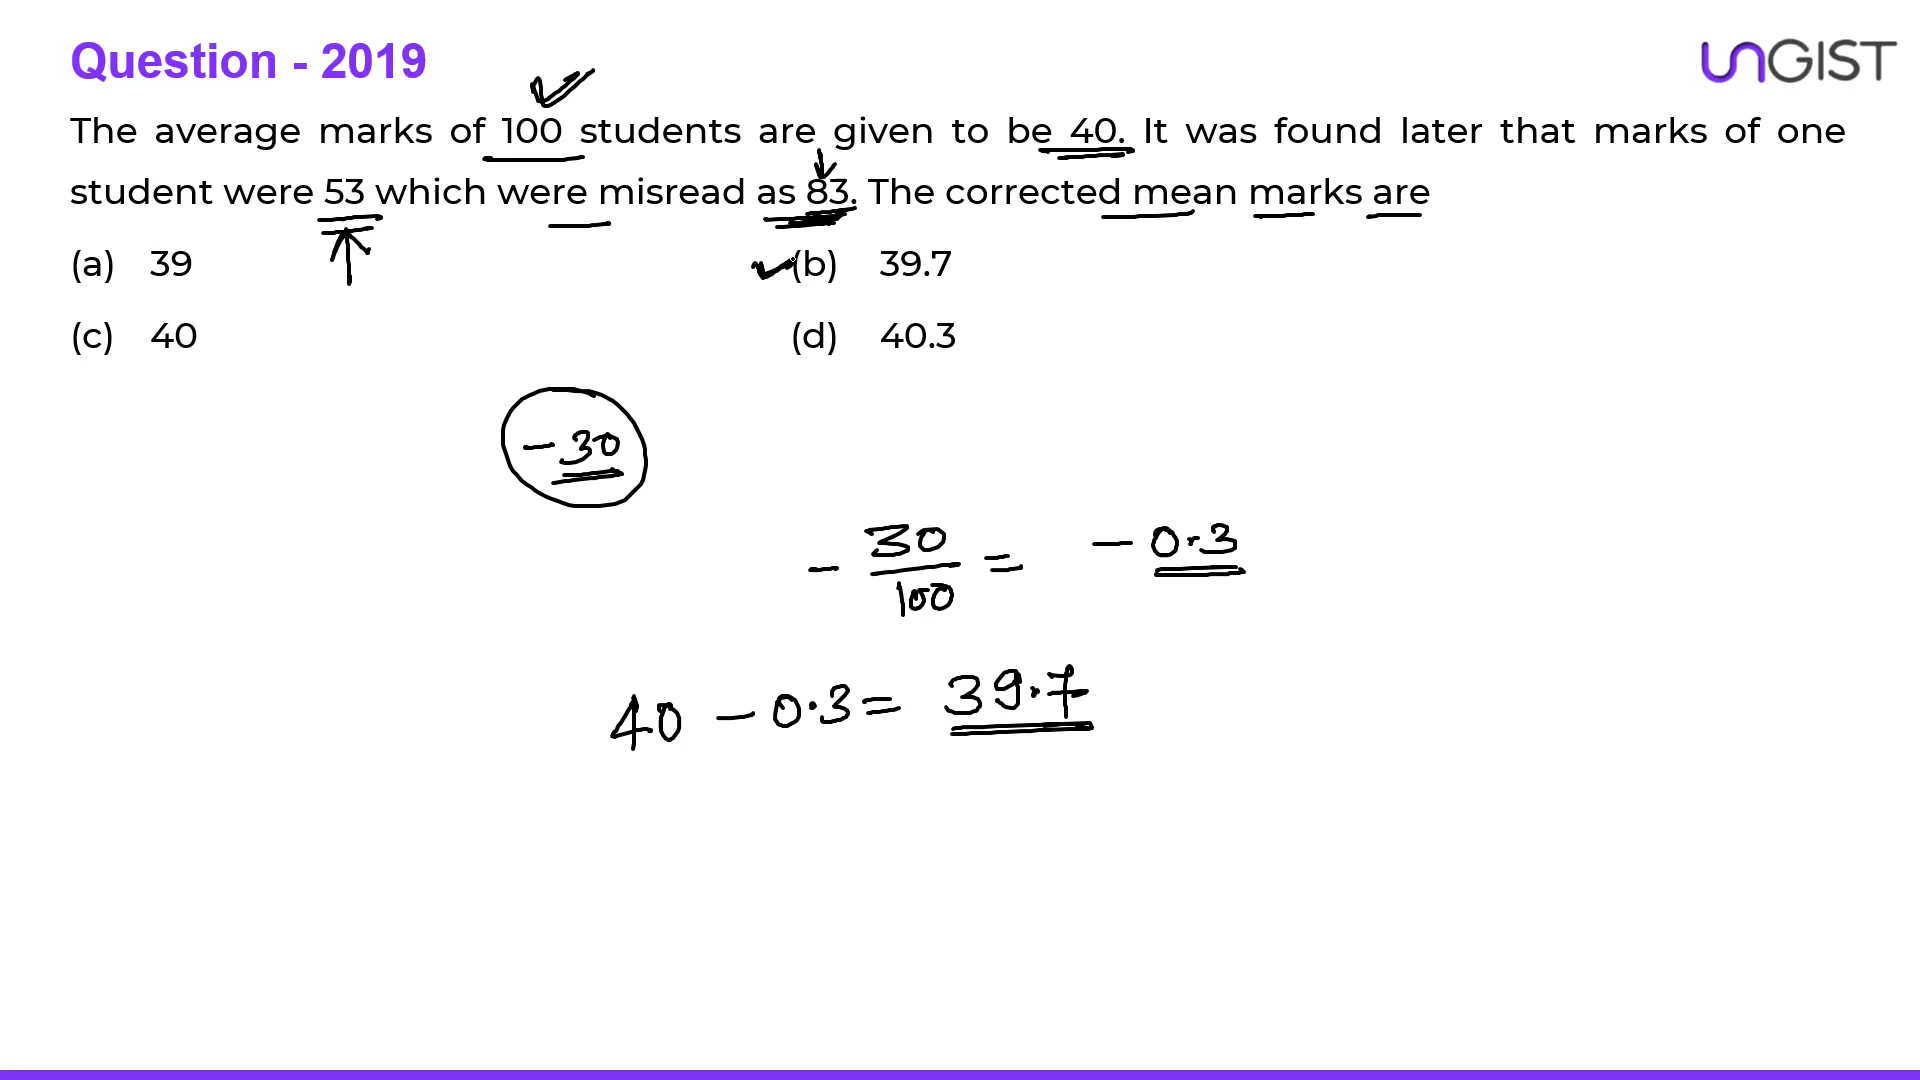 Question - 2019
UNGIST
The average marks of 100 students are given to be 40. It was found later that marks of one
student were 53 which were misread as 83. The corrected mean marks are
(a) 39
(b) 39.7
(c) 40
(d) 40.3
- 30
- 30/100 = - 0.3
40 - 0.3 = 39.7